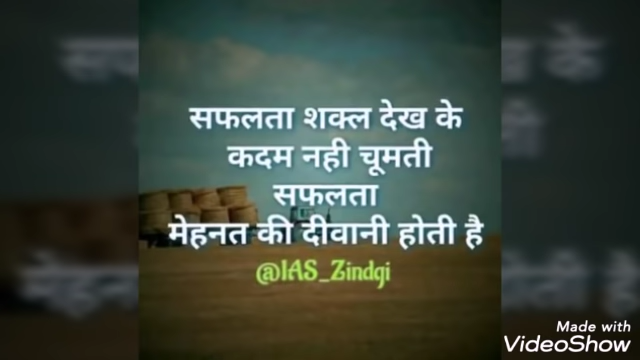 सफलता शक्ल देख के
कदम नही चूमती
सफलता
मेहनत की दीवानी होती है
@IAS_Zindgi
Made with
VideoShow